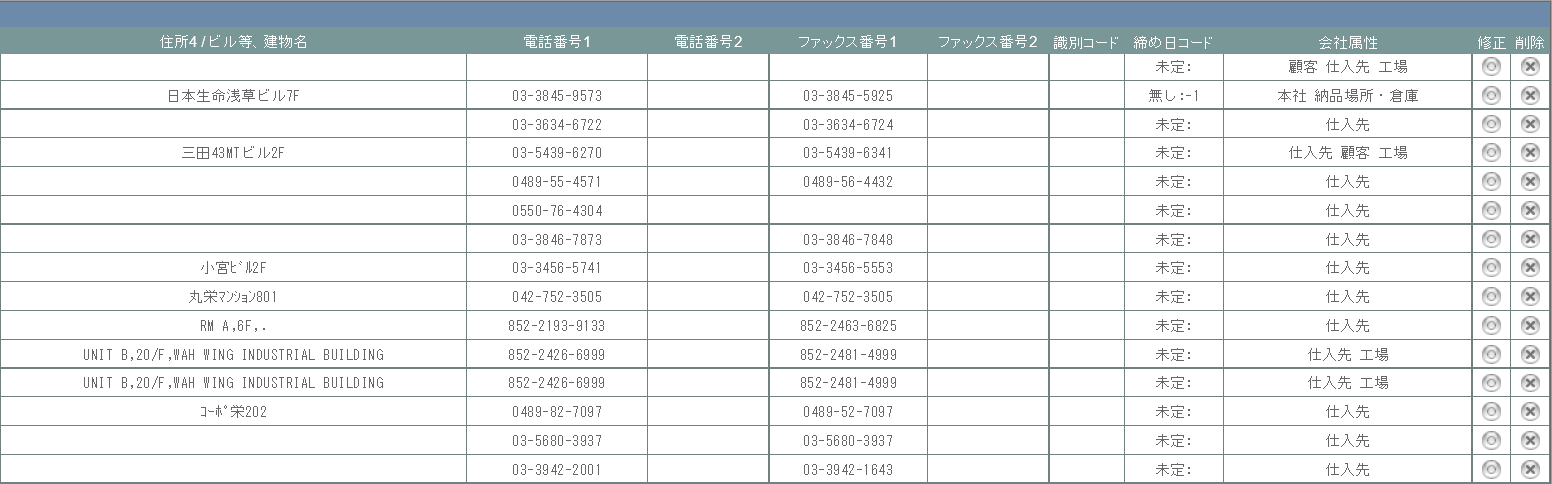 住所4/ビル等、建物名 電話番号1 電話番号2 ファックス番号1 ファックス番号2 識別コード 締め日コード 会社属性 修正 削除
未定: 顧客 仕入先 工場
日本生命浅草ビル7F 03-3845-9573 03-3845-5925 無し:-1 本社 納品場所・倉庫
03-3634-6722 03-3634-6724 未定: 仕入先
三田43MTビル2F 03-5439-6270 03-5439-6341 未定: 仕入先 顧客 工場
0489-55-4571 0489-56-4432 未定: 仕入先
0550-76-4304 未定: 仕入先
03-3846-7873 03-3846-7848 未定: 仕入先
小宮ビル2F 03-3456-5741 03-3456-5553 未定: 仕入先
丸栄マンション801 042-752-3505 042-752-3505 未定: 仕入先
RM A,6F,. 852-2193-9133 852-2463-6825 未定: 仕入先
UNIT B,20/F,WAH WING INDUSTRIAL BUILDING 852-2426-6999 852-2481-4999 未定: 仕入先 工場
UNIT B,20/F,WAH WING INDUSTRIAL BUILDING 852-2426-6999 852-2481-4999 未定: 仕入先 工場
コーポ栄202 0489-82-7097 0489-52-7097 未定: 仕入先
03-5680-3937 03-5680-3937 未定: 仕入先
03-3942-2001 03-3942-1643 未定: 仕入先